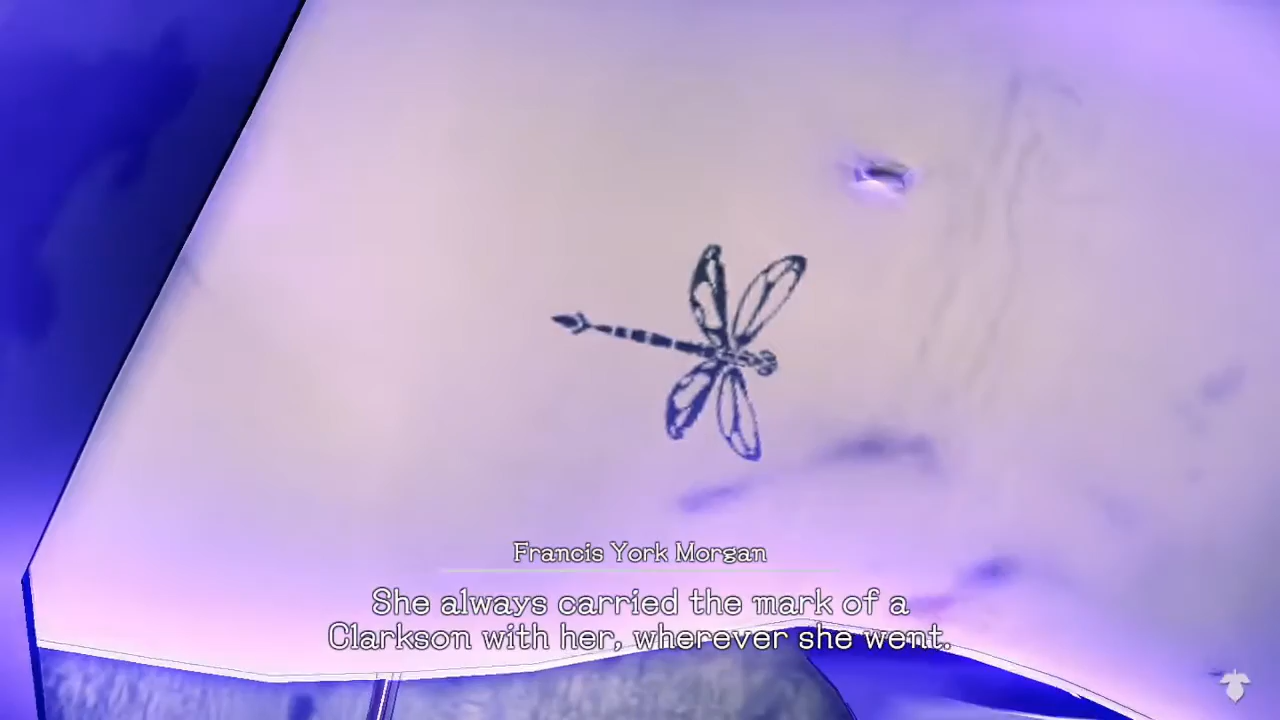 Francis York Morgan
She always carried the mark of a
Clarkson with her, wherever she went.